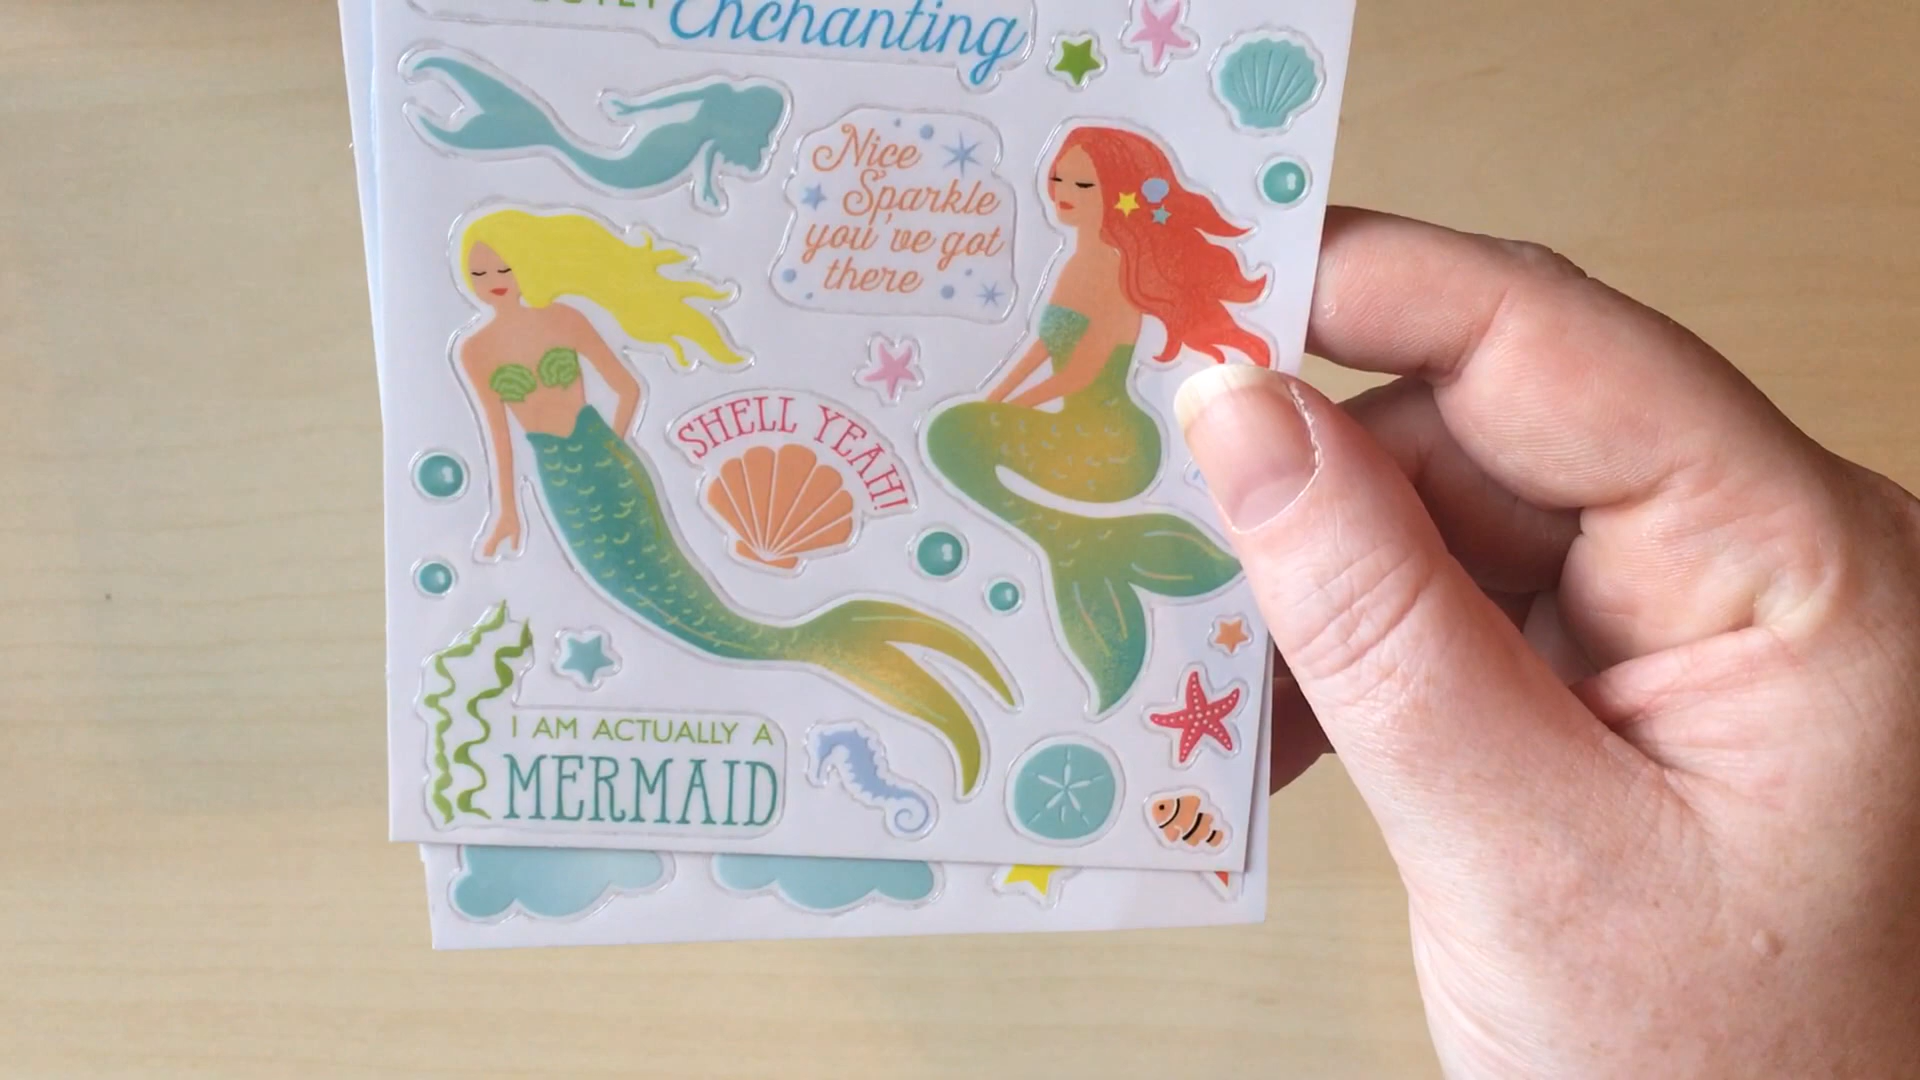 Enchanting
Nice
Sparkle
you've got
there
SHELL YEAH!
I AM ACTUALLY A
MERMAID